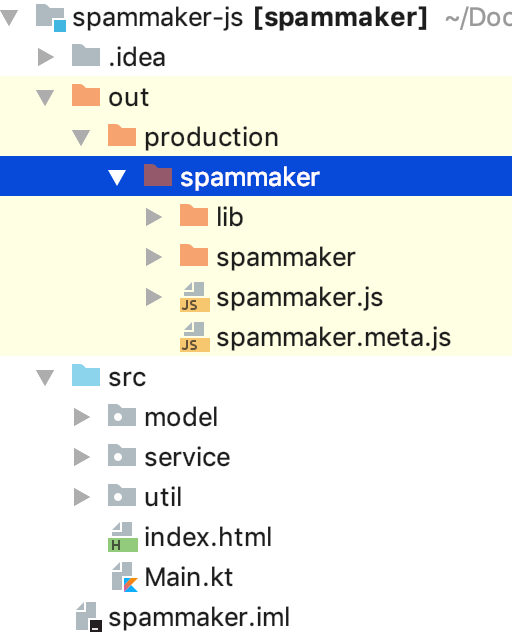 spammaker-js [spammaker] ~/Doc
.idea
out
production
spammaker
lib
spammaker
JS spammaker.js
JS spammaker.meta.js
src
model
service
util
H index.html
Main.kt
spammaker.iml